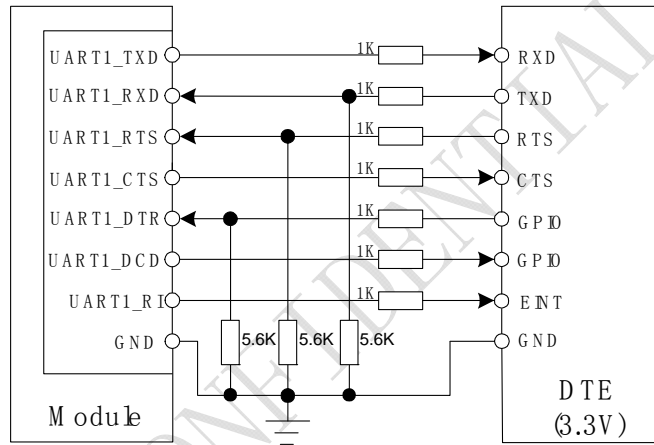 UART1_TXD 1K RXD
UART1_RXD 1K TXD
UART1_RTS 1K RTS
UART1_CTS 1K CTS
UART1_DTR 1K GPIO
UART1_DCD 1K GPIO
UART1_RI 1K EINT
GND 5.6K 5.6K 5.6K GND
Module DTE
(3.3V)
ONFIDENTIAL